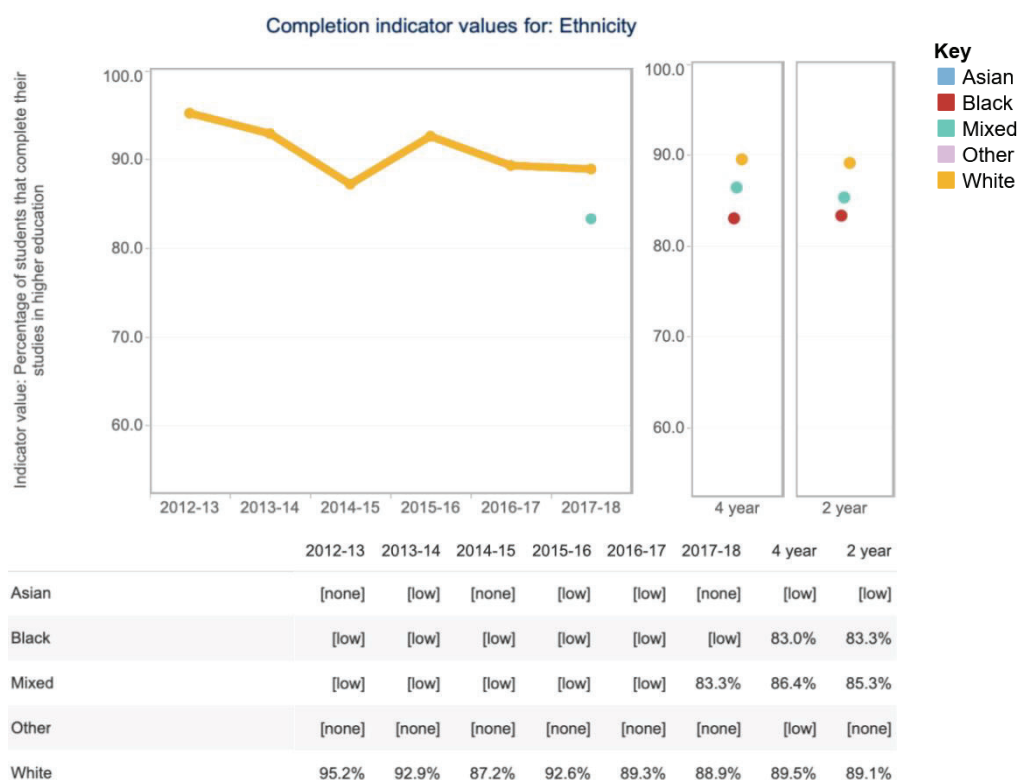 Completion indicator values for: Ethnicity
Indicator value: Percentage of students that complete their
studies in higher education
100.0
90.0
80.0
70.0
60.0
2012-13 2013-14 2014-15 2015-16 2016-17 2017-18
100.0
90.0
80.0
70.0
60.0
4 year 2 year
Key
Asian
Black
Mixed
Other
White
2012-13 2013-14 2014-15 2015-16 2016-17 2017-18 4 year 2 year
Asian [none] [low] [none] [low] [low] [none] [low] [low]
Black [low] [low] [low] [low] [low] [low] 83.0% 83.3%
Mixed [low] [low] [low] [low] [low] 83.3% 86.4% 85.3%
Other [none] [none] [none] [none] [none] [none] [low] [none]
White 95.2% 92.9% 87.2% 92.6% 89.3% 88.9% 89.5% 89.1%